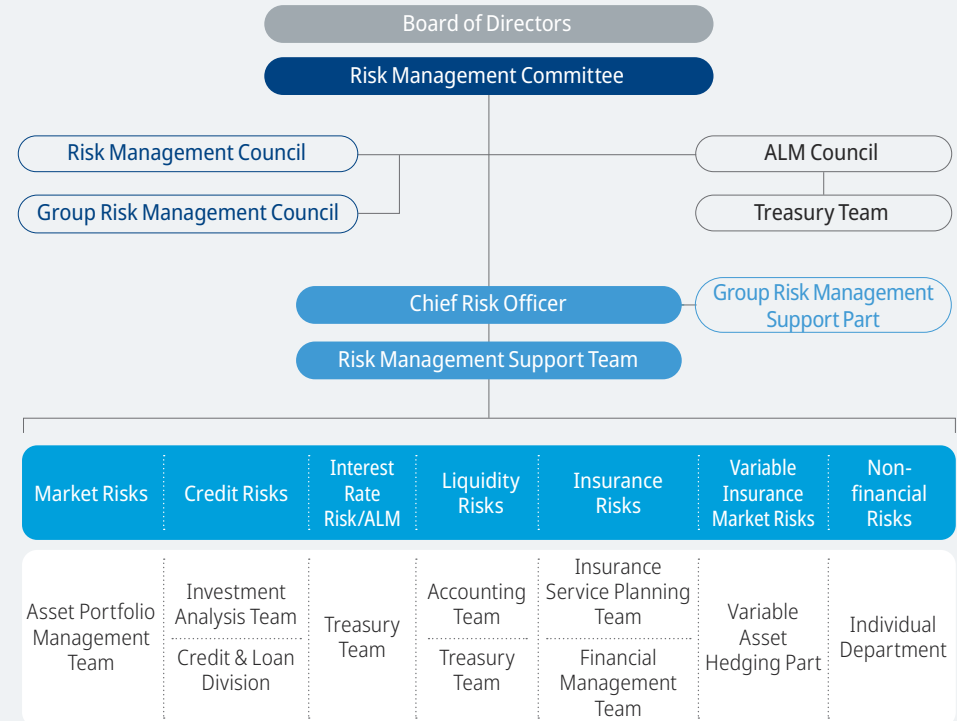 Board of Directors
Risk Management Committee
Risk Management Council
ALM Council
Group Risk Management Council
Treasury Team
Chief Risk Officer
Group Risk Management
Support Part
Risk Management Support Team
Market Risks
Credit Risks
Interest
Rate
Risk/ALM
Liquidity
Risks
Insurance
Risks
Variable
Insurance
Market Risks
Non-
financial
Risks
Asset Portfolio
Management
Team
Investment
Analysis Team
Credit & Loan
Division
Treasury
Team
Accounting
Team
Treasury
Team
Insurance
Service Planning
Team
Financial
Management
Team
Variable
Asset
Hedging Part
Individual
Department